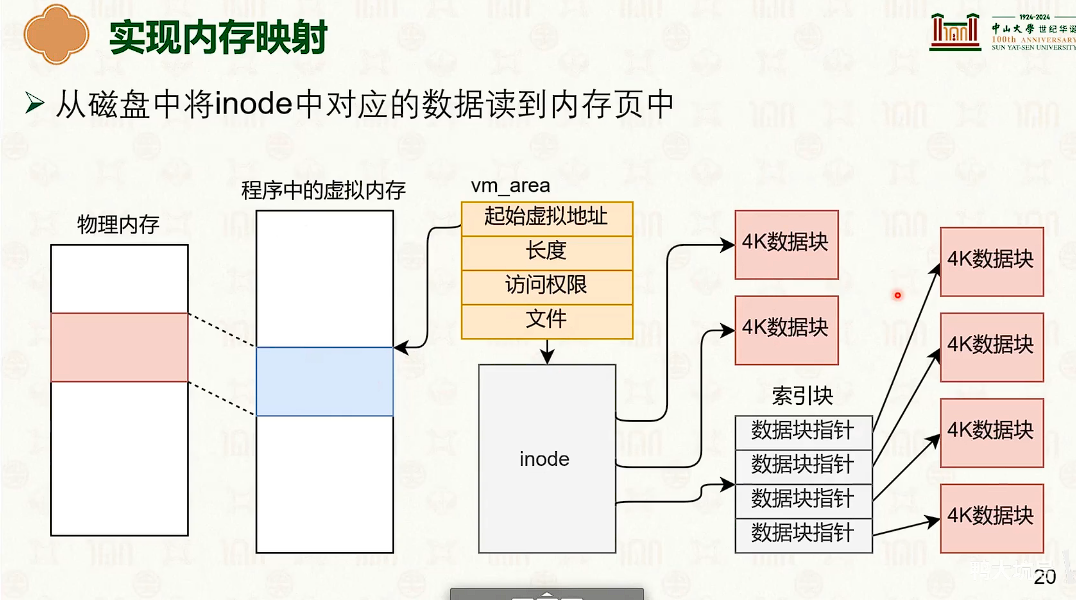 实现内存映射
1924-2024
中山大學 世纪华诞
100th ANNIVERSARY
SUN YAT-SEN UNIVERSITY
从磁盘中将inode中对应的数据读到内存页中
物理内存
程序中的虚拟内存
vm_area
起始虚拟地址
长度
访问权限
文件
inode
4K数据块
4K数据块
索引块
数据块指针
数据块指针
数据块指针
数据块指针
4K数据块
4K数据块
4K数据块
4K数据块
20